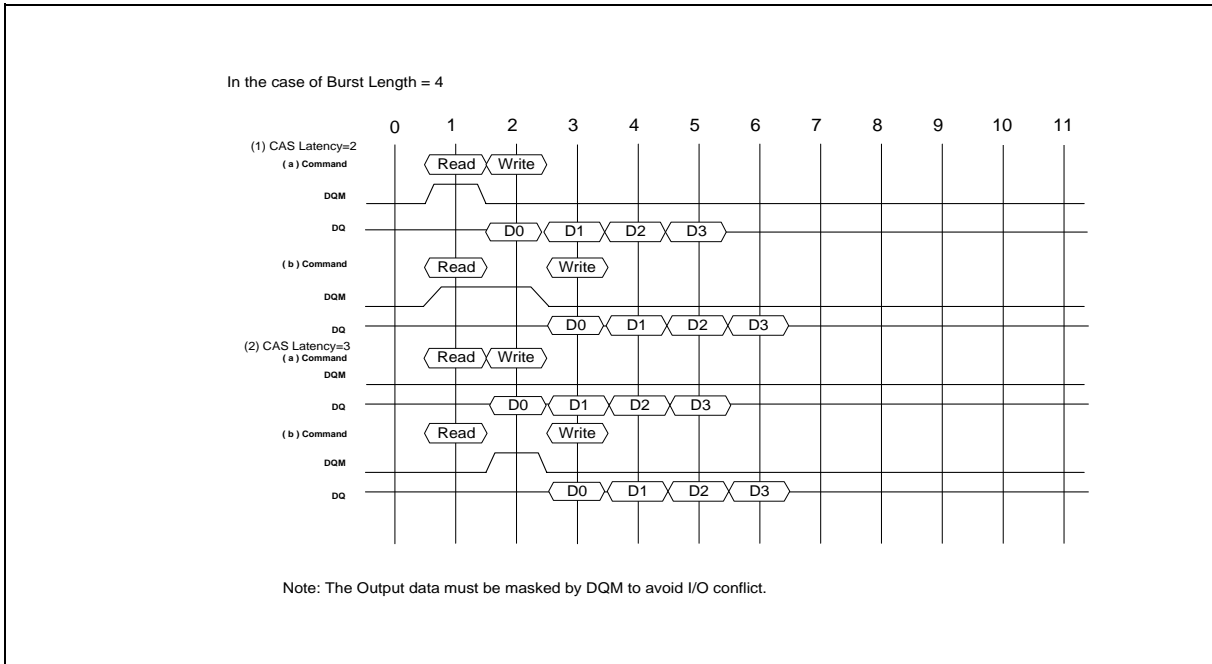 In the case of Burst Length = 4
0 1 2 3 4 5 6 7 8 9 10 11
(1) CAS Latency=2
( a ) Command Read Write
DQM
DQ D0 D1 D2 D3
( b ) Command Read Write
DQM
DQ D0 D1 D2 D3
(2) CAS Latency=3
( a ) Command Read Write
DQM
DQ D0 D1 D2 D3
( b ) Command Read Write
DQM
DQ D0 D1 D2 D3
Note: The Output data must be masked by DQM to avoid I/O conflict.